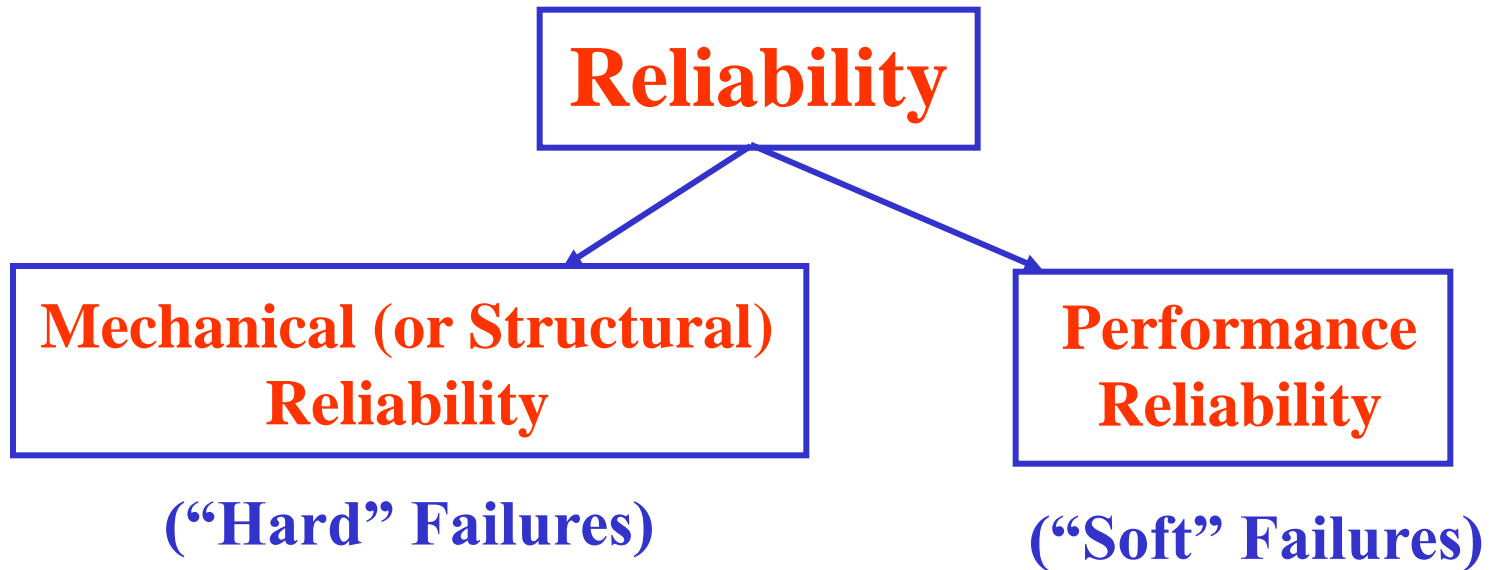 Reliability
Mechanical (or Structural)
Reliability
(“Hard” Failures)
Performance
Reliability
(“Soft” Failures)